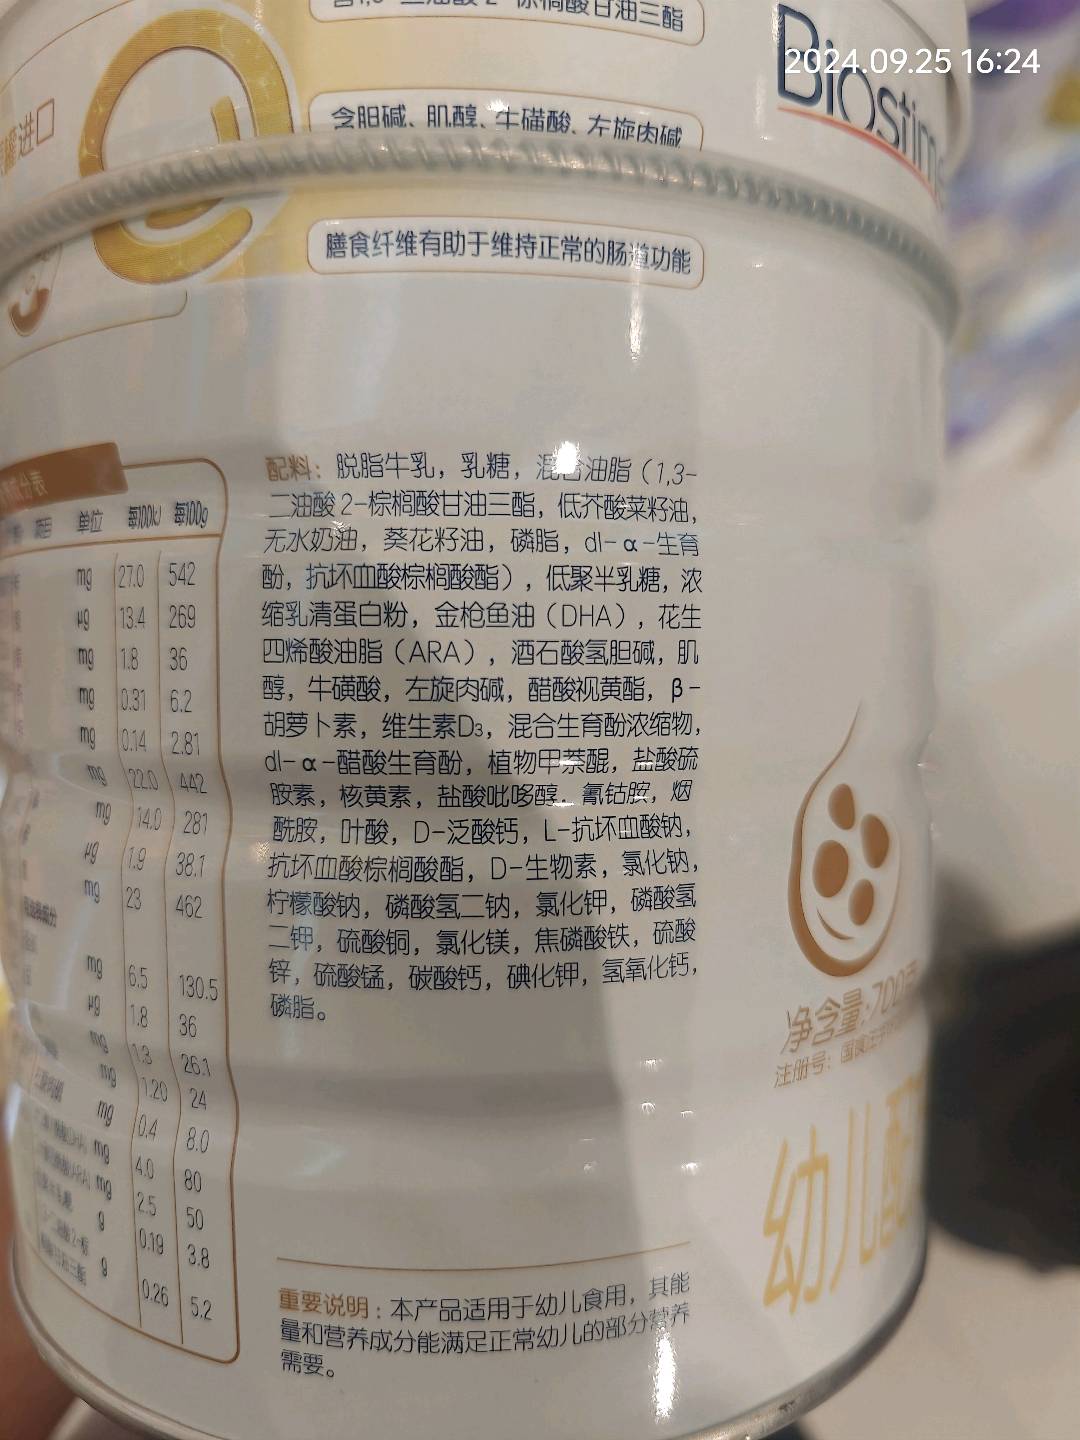 2024.09.25 16:24
Biostim
进口
含胆碱、肌醇、牛磺酸、左旋肉碱
膳食纤维有助于维持正常的肠道功能
配料：脱脂牛乳，乳糖，混合油脂（1,3-
二油酸2-棕榈酸甘油三酯，低芥酸菜籽油，
无水奶油，葵花籽油，磷脂，dl-α-生育
酚，抗坏血酸棕榈酸酯），低聚半乳糖，浓
缩乳清蛋白粉，金枪鱼油（DHA），花生
四烯酸油脂（ARA），酒石酸氢胆碱，肌
醇，牛磺酸，左旋肉碱，醋酸视黄酯，β-
胡萝卜素，维生素D₃，混合生育酚浓缩物，
dl-α-醋酸生育酚，植物甲萘醌，盐酸硫
胺素，核黄素，盐酸吡哆醇，氰钴胺，烟
酰胺，叶酸，D-泛酸钙，L-抗坏血酸钠，
抗坏血酸棕榈酸酯，D-生物素，氯化钠，
柠檬酸钠，磷酸氢二钠，氯化钾，磷酸氢
二钾，硫酸铜，氯化镁，焦磷酸铁，硫酸
锌，硫酸锰，碳酸钙，碘化钾，氢氧化钙，
磷脂。
重要说明：本产品适用于幼儿食用，其能
量和营养成分能满足正常幼儿的部分营养
需要。
项目 单位 每100kJ 每100g
mg 27.0 542
μg 13.4 269
mg 1.8 36
mg 0.31 6.2
mg 0.14 2.81
mg 22.0 442
mg 14.0 281
μg 1.9 38.1
mg 23 462
mg 6.5 130.5
μg 1.8 36
mg 1.3 26.1
mg 1.20 24
mg 0.4 8.0
mg 4.0 80
mg 2.5 50
g 0.19 3.8
g 0.26 5.2
净含量：700
注册号：国食注字
幼儿配